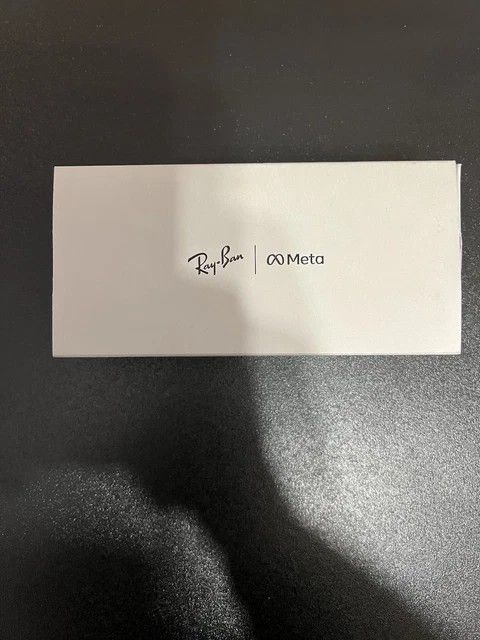 Ray-Ban | ∞ Meta